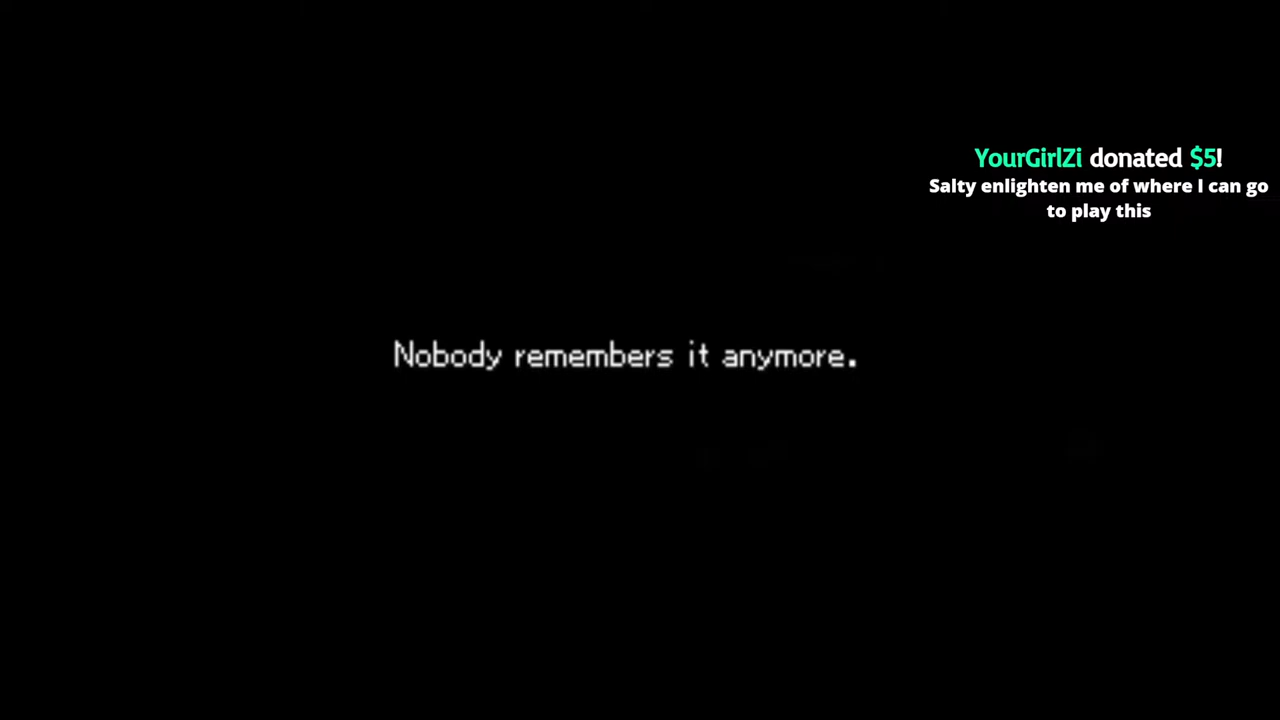 YourGirlZi donated $5!
Salty enlighten me of where I can go
to play this
Nobody remembers it anymore.